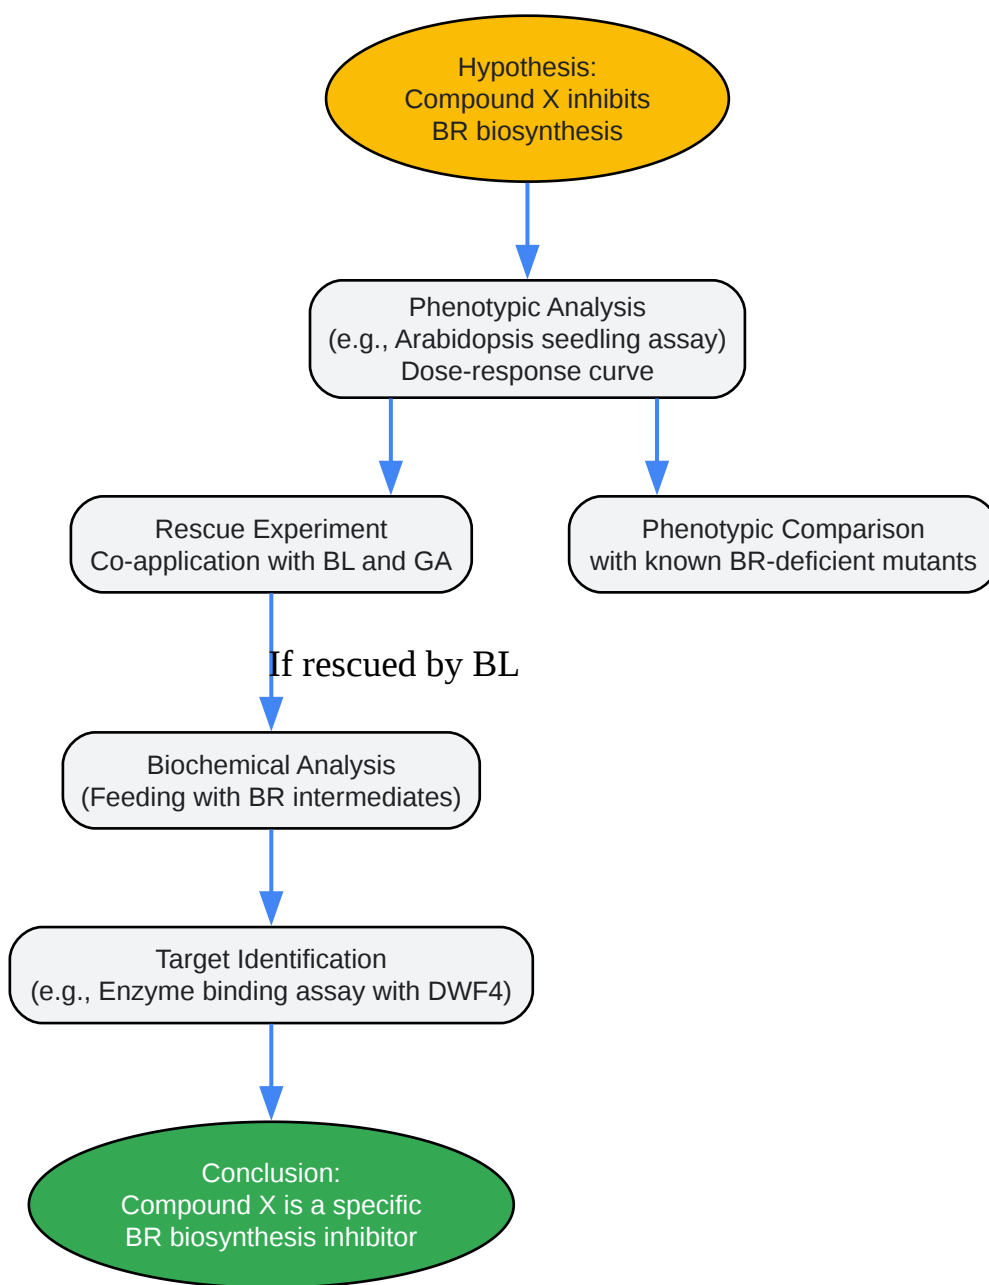 Hypothesis:
Compound X inhibits
BR biosynthesis
Phenotypic Analysis
(e.g., Arabidopsis seedling assay)
Dose-response curve
Rescue Experiment
Co-application with BL and GA
Phenotypic Comparison
with known BR-deficient mutants
If rescued by BL
Biochemical Analysis
(Feeding with BR intermediates)
Target Identification
(e.g., Enzyme binding assay with DWF4)
Conclusion:
Compound X is a specific
BR biosynthesis inhibitor